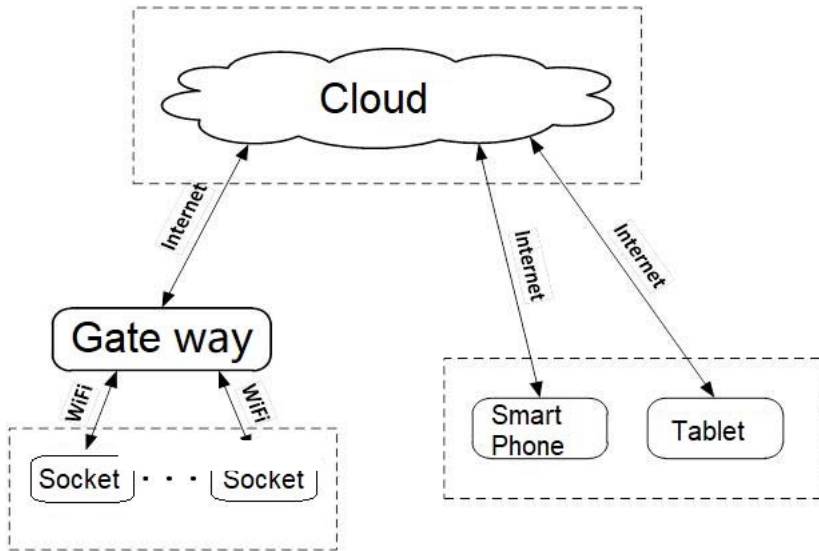 Cloud
Internet
Internet
Internet
Gate way
WiFi
WiFi
Smart
Phone
Tablet
Socket
. . .
Socket